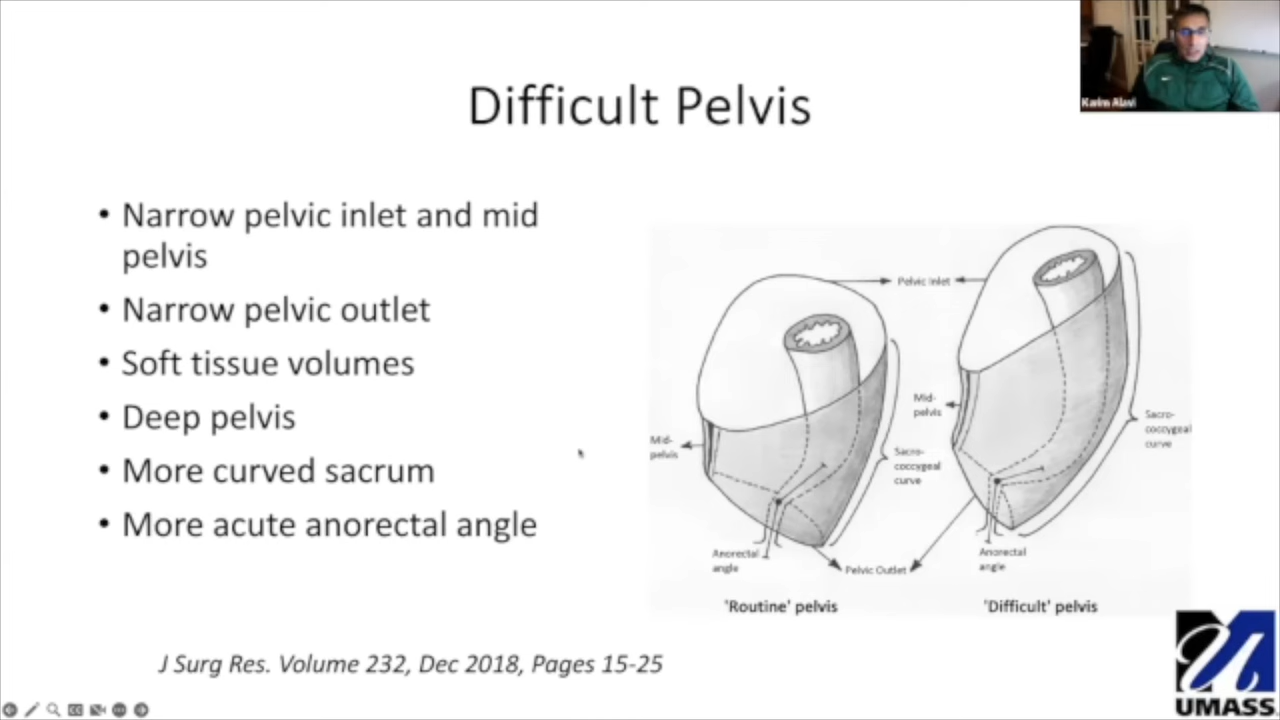 Karim Alavi
Difficult Pelvis
• Narrow pelvic inlet and mid
pelvis
• Narrow pelvic outlet
• Soft tissue volumes
• Deep pelvis
• More curved sacrum
• More acute anorectal angle
Pelvic Inlet
Mid-
pelvis
Sacro-
coccygeal
curve
Anorectal
angle
Mid-
pelvis
Sacro-
coccygeal
curve
Anorectal
angle
Pelvic Outlet
'Routine' pelvis
'Difficult' pelvis
J Surg Res. Volume 232, Dec 2018, Pages 15-25
UMASS